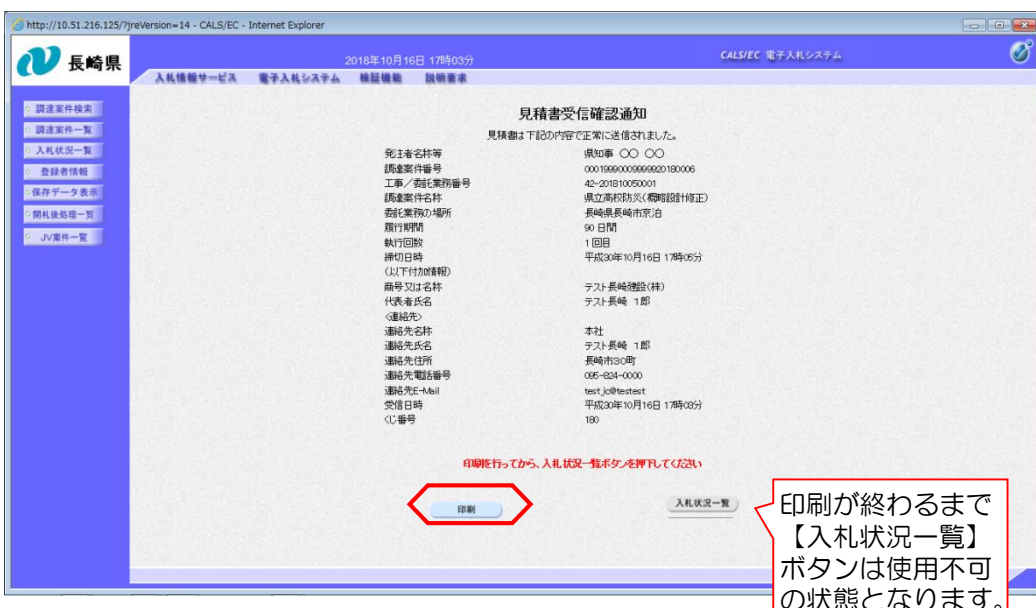 http://10.51.216.125/?jreVersion=14 - CALS/EC - Internet Explorer
長崎県
2018年10月16日 17時03分
CALS/EC 電子入札システム
入札情報サービス 電子入札システム 検証機能 説明要求
調達案件検索
調達案件一覧
入札状況一覧
登録者情報
保存データ表示
開札後処理一覧
JV案件一覧
見積書受信確認通知
見積書は下記の内容で正常に送信されました。
発注者名称等 県知事 〇〇 〇〇
調達案件番号 00019990009999920180006
工事/委託業務番号 42-201810050001
調達案件名称 県立高校防災(概略設計修正)
委託業務の場所 長崎県長崎市京泊
履行期間 90 日間
執行回数 1 回目
締切日時 平成30年10月16日 17時05分
(以下付加情報)
商号又は名称 テスト長崎建設(株)
代表者氏名 テスト長崎 1郎
<連絡先>
連絡先名称 本社
連絡先氏名 テスト長崎 1郎
連絡先住所 長崎市30町
連絡先電話番号 095-824-0000
連絡先E-Mail test_jc@testest
受信日時 平成30年10月16日 17時03分
くじ番号 180
印刷を行ってから、入札状況一覧ボタンを押下してください
印刷
入札状況一覧
印刷が終わるまで
【入札状況一覧】
ボタンは使用不可
の状態となります。